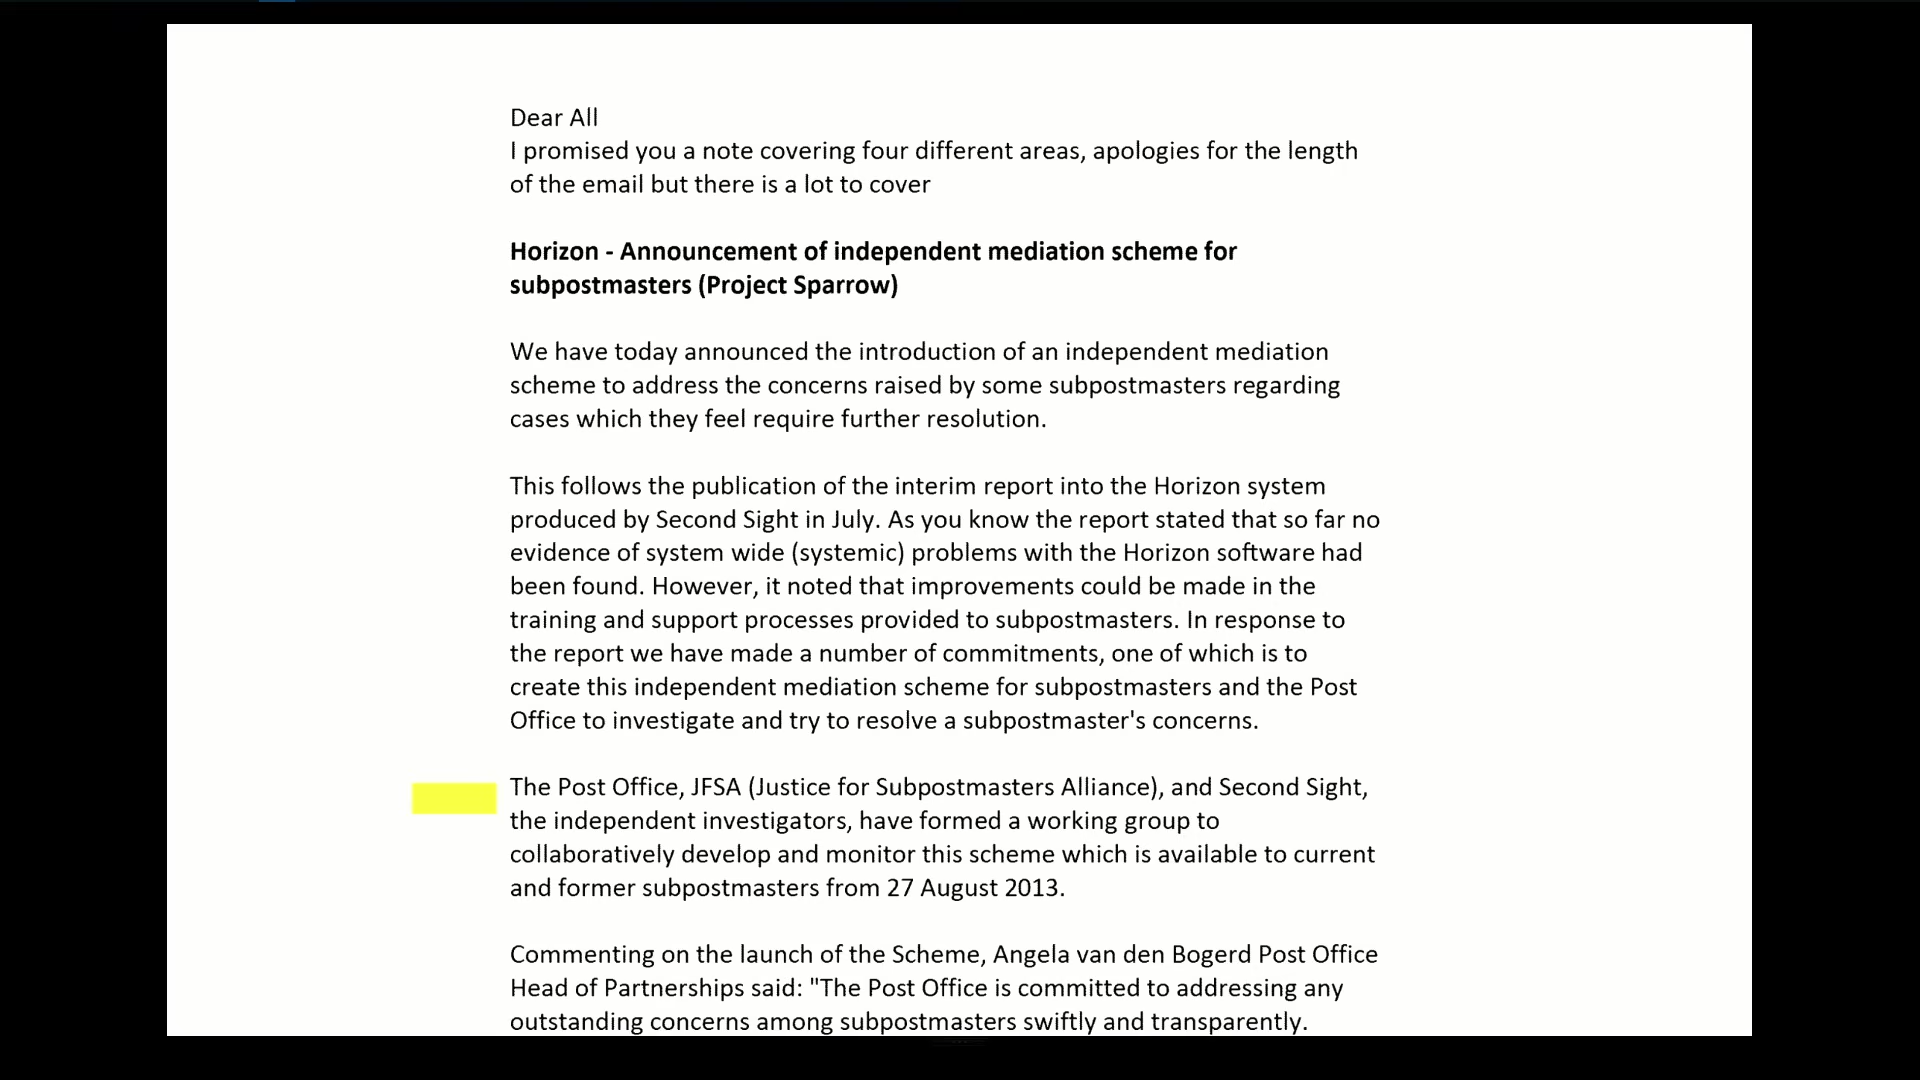 Dear All
I promised you a note covering four different areas, apologies for the length
of the email but there is a lot to cover
Horizon - Announcement of independent mediation scheme for
subpostmasters (Project Sparrow)
We have today announced the introduction of an independent mediation
scheme to address the concerns raised by some subpostmasters regarding
cases which they feel require further resolution.
This follows the publication of the interim report into the Horizon system
produced by Second Sight in July. As you know the report stated that so far no
evidence of system wide (systemic) problems with the Horizon software had
been found. However, it noted that improvements could be made in the
training and support processes provided to subpostmasters. In response to
the report we have made a number of commitments, one of which is to
create this independent mediation scheme for subpostmasters and the Post
Office to investigate and try to resolve a subpostmaster's concerns.
The Post Office, JFSA (Justice for Subpostmasters Alliance), and Second Sight,
the independent investigators, have formed a working group to
collaboratively develop and monitor this scheme which is available to current
and former subpostmasters from 27 August 2013.
Commenting on the launch of the Scheme, Angela van den Bogerd Post Office
Head of Partnerships said: "The Post Office is committed to addressing any
outstanding concerns among subpostmasters swiftly and transparently.